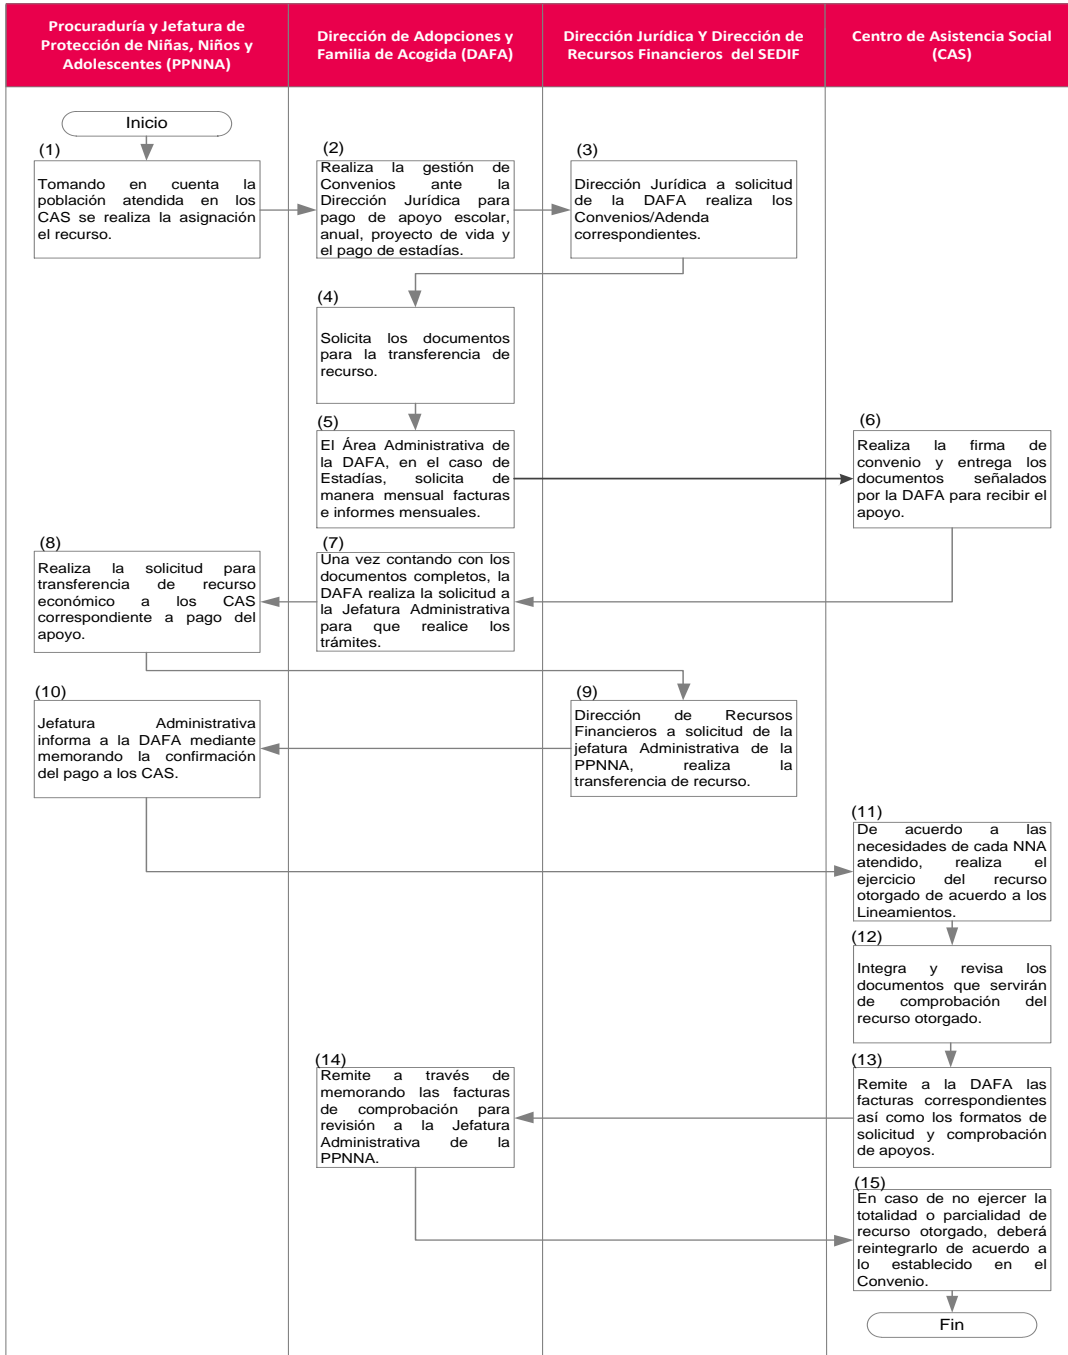 Procuraduría y Jefatura de
Protección de Niñas, Niños y
Adolescentes (PPNNA)
Dirección de Adopciones y
Familia de Acogida (DAFA)
Dirección Jurídica Y Dirección de
Recursos Financieros del SEDIF
Centro de Asistencia Social
(CAS)
Inicio
(1)
Tomando en cuenta la
población atendida en los
CAS se realiza la asignación
el recurso.
(2)
Realiza la gestión de
Convenios ante la
Dirección Jurídica para
pago de apoyo escolar,
anual, proyecto de vida y
el pago de estadías.
(3)
Dirección Jurídica a solicitud
de la DAFA realiza los
Convenios/Adenda
correspondientes.
(4)
Solicita los documentos
para la transferencia de
recurso.
(5)
El Área Administrativa de
la DAFA, en el caso de
Estadías, solicita de
manera mensual facturas
e informes mensuales.
(6)
Realiza la firma de
convenio y entrega los
documentos señalados
por la DAFA para recibir el
apoyo.
(7)
Una vez contando con los
documentos completos, la
DAFA realiza la solicitud a
la Jefatura Administrativa
para que realice los
trámites.
(8)
Realiza la solicitud para
transferencia de recurso
económico a los CAS
correspondiente a pago del
apoyo.
(9)
Dirección de Recursos
Financieros a solicitud de la
jefatura Administrativa de la
PPNNA, realiza la
transferencia de recurso.
(10)
Jefatura Administrativa
informa a la DAFA mediante
memorando la confirmación
del pago a los CAS.
(11)
De acuerdo a las
necesidades de cada NNA
atendido, realiza el
ejercicio del recurso
otorgado de acuerdo a los
Lineamientos.
(12)
Integra y revisa los
documentos que servirán
de comprobación del
recurso otorgado.
(13)
Remite a la DAFA las
facturas correspondientes
así como los formatos de
solicitud y comprobación
de apoyos.
(14)
Remite a través de
memorando las facturas
de comprobación para
revisión a la Jefatura
Administrativa de la
PPNNA.
(15)
En caso de no ejercer la
totalidad o parcialidad de
recurso otorgado, deberá
reintegrarlo de acuerdo a
lo establecido en el
Convenio.
Fin